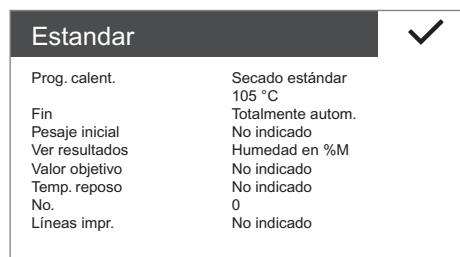 Estandar
Prog. calent. Secado estándar
105 °C
Fin Totalmente autom.
Pesaje inicial No indicado
Ver resultados Humedad en %M
Valor objetivo No indicado
Temp. reposo No indicado
No. 0
Líneas impr. No indicado